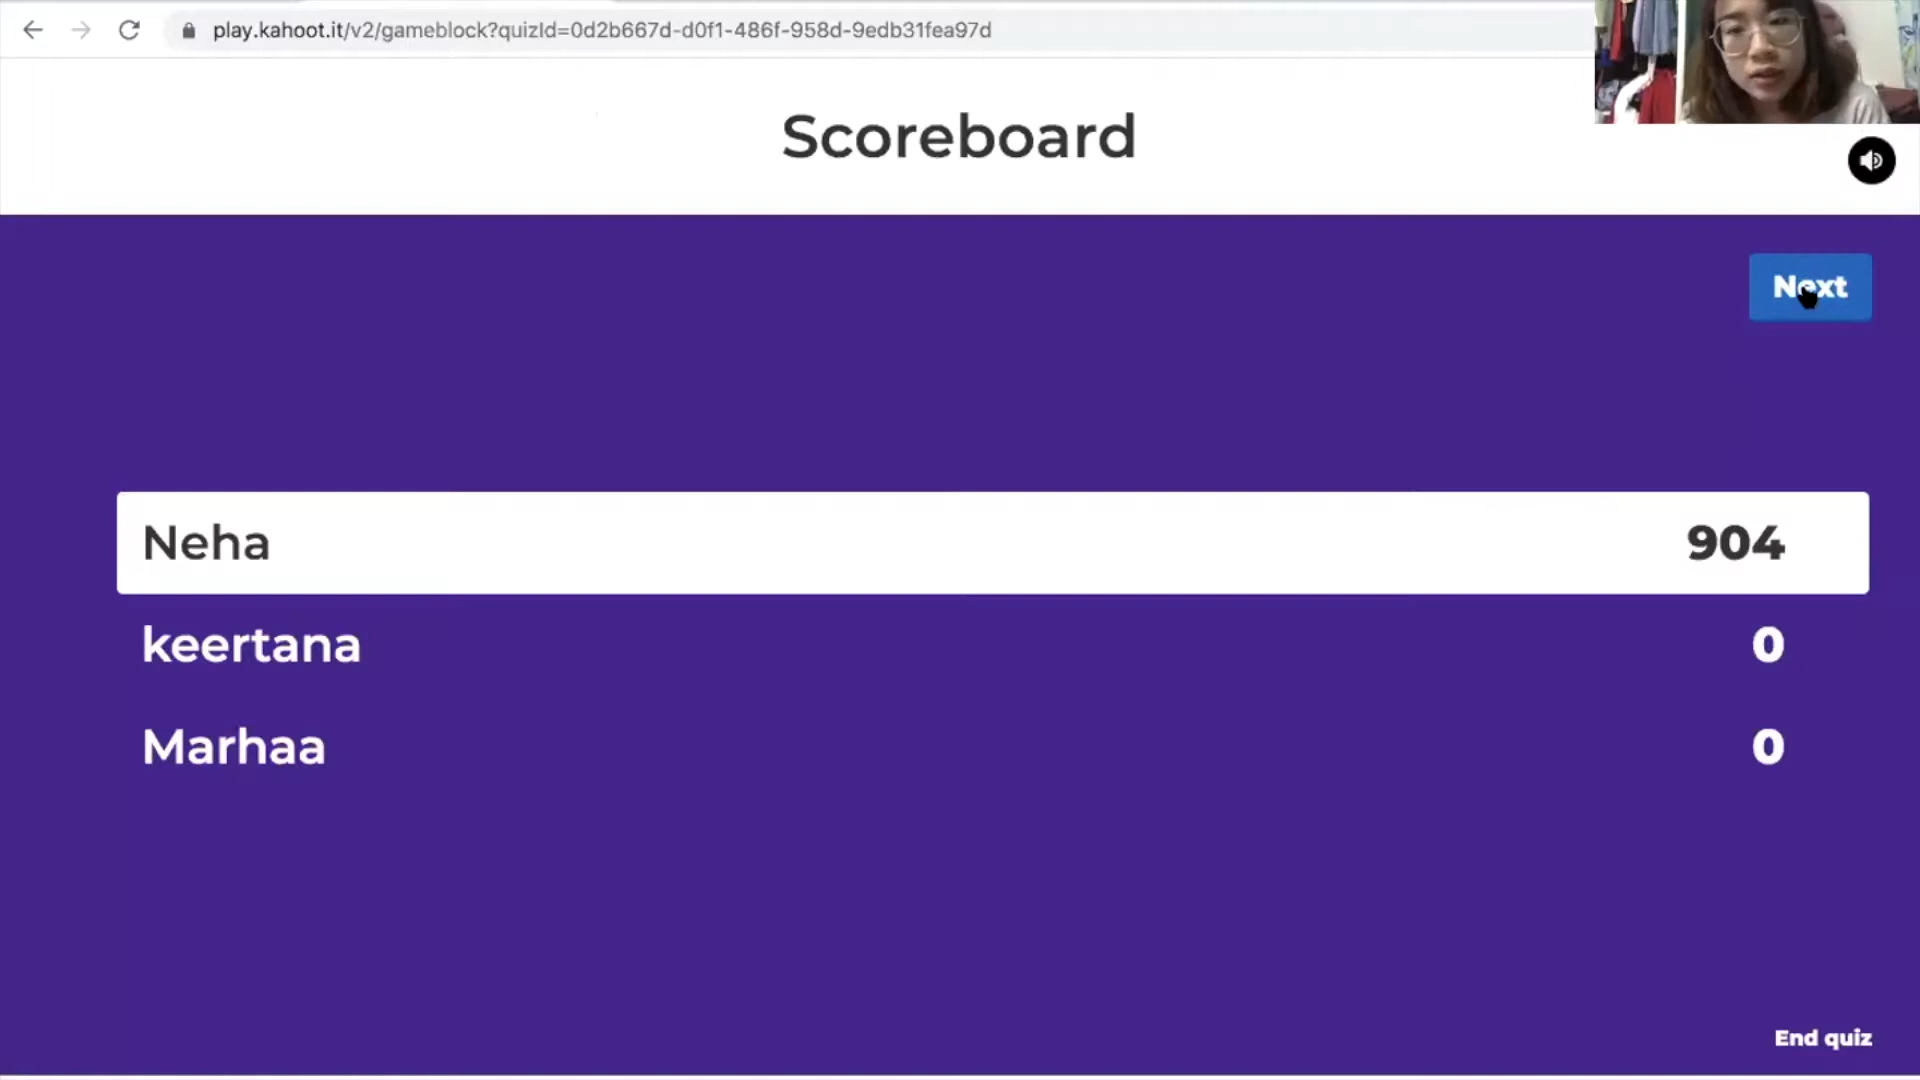 play.kahoot.it/v2/gameblock?quizId=0d2b667d-d0f1-486f-958d-9edb31fea97d
Scoreboard
Next
Neha 904
keertana 0
Marhaa 0
End quiz